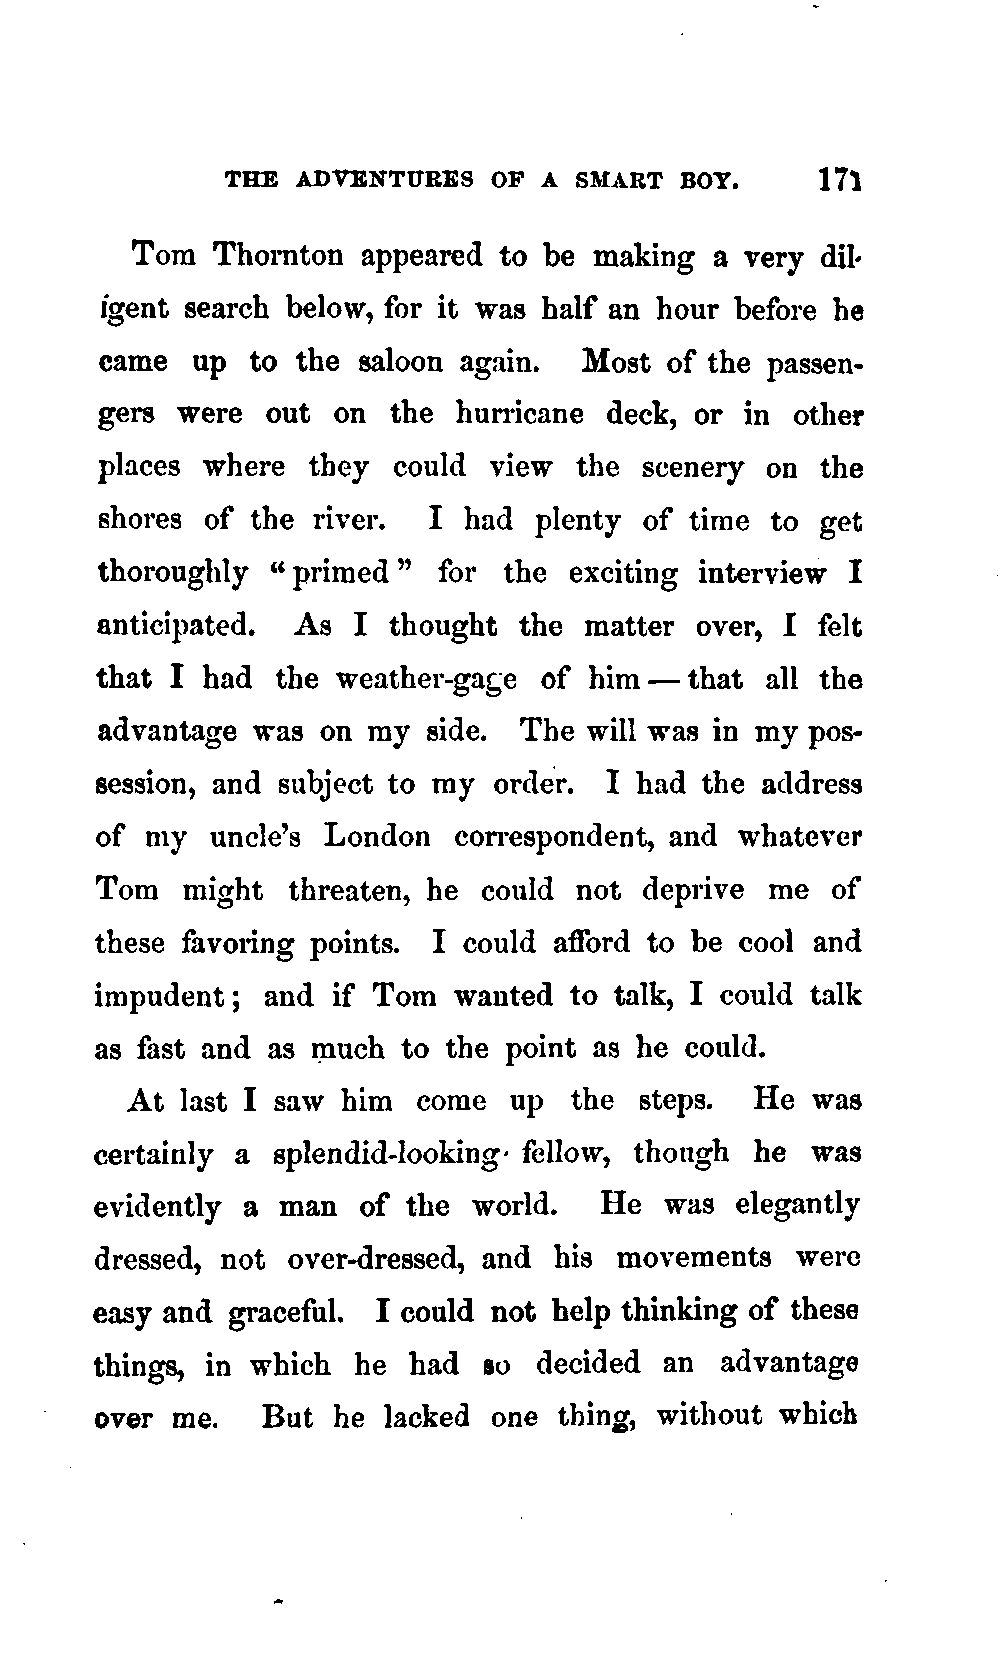 THE ADVENTURES OF A SMART BOY. 171
Tom Thornton appeared to be making a very dil-
igent search below, for it was half an hour before he
came up to the saloon again. Most of the passen-
gers were out on the hurricane deck, or in other
places where they could view the scenery on the
shores of the river. I had plenty of time to get
thoroughly “primed” for the exciting interview I
anticipated. As I thought the matter over, I felt
that I had the weather-gage of him — that all the
advantage was on my side. The will was in my pos-
session, and subject to my order. I had the address
of my uncle’s London correspondent, and whatever
Tom might threaten, he could not deprive me of
these favoring points. I could afford to be cool and
impudent; and if Tom wanted to talk, I could talk
as fast and as much to the point as he could.
At last I saw him come up the steps. He was
certainly a splendid-looking fellow, though he was
evidently a man of the world. He was elegantly
dressed, not over-dressed, and his movements were
easy and graceful. I could not help thinking of these
things, in which he had so decided an advantage
over me. But he lacked one thing, without which